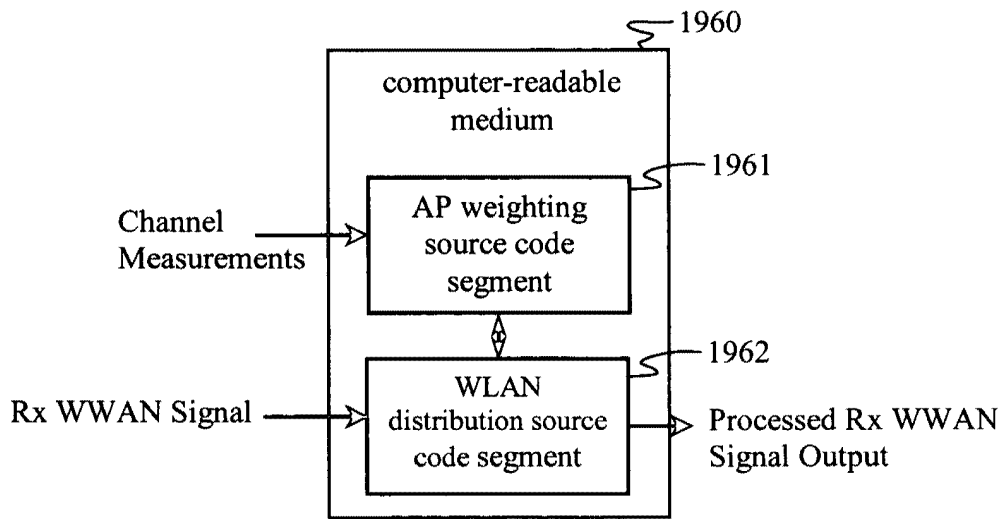 1960
computer-readable
medium
1961
AP weighting
source code
segment
Channel
Measurements
1962
WLAN
distribution source
code segment
Rx WWAN Signal
Processed Rx WWAN
Signal Output